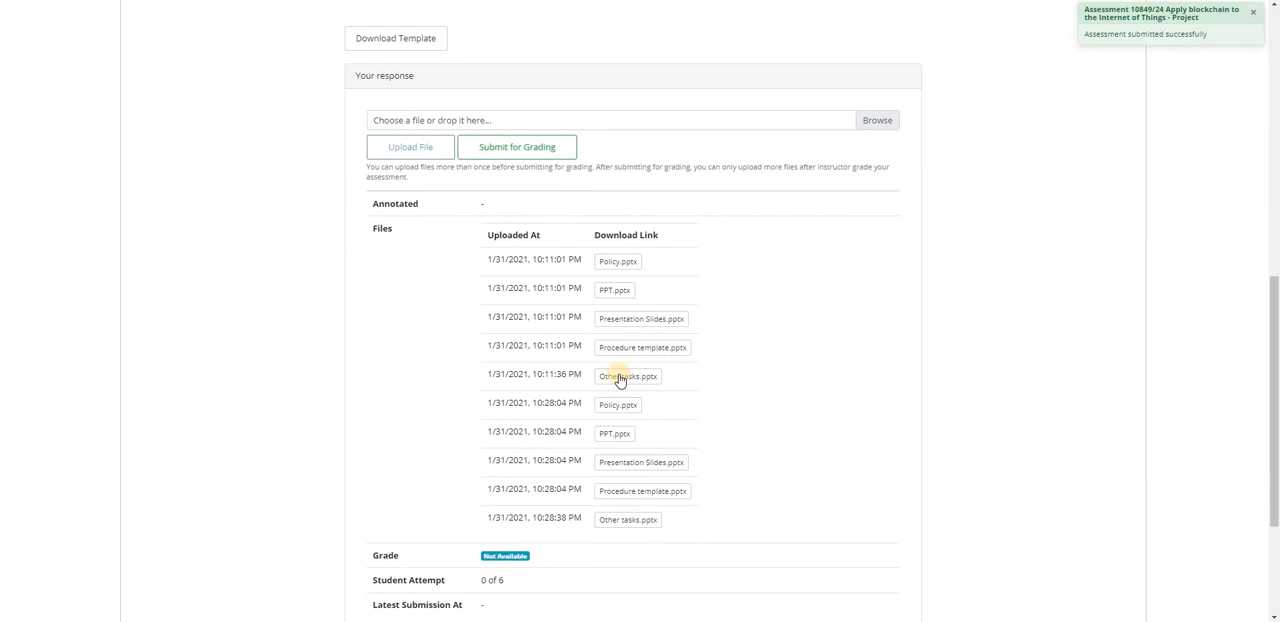 Assessment 10849/24 Apply blockchain to
the Internet of Things - Project
Assessment submitted successfully
Download Template
Your response
Choose a file or drop it here...
Browse
Upload File
Submit for Grading
You can upload files more than once before submitting for grading. After submitting for grading, you can only upload more files after instructor grade your
assessment.
Annotated -
Files
Uploaded At Download Link
1/31/2021, 10:11:01 PM Policy.pptx
1/31/2021, 10:11:01 PM PPT.pptx
1/31/2021, 10:11:01 PM Presentation Slides.pptx
1/31/2021, 10:11:01 PM Procedure template.pptx
1/31/2021, 10:11:36 PM Other tasks.pptx
1/31/2021, 10:28:04 PM Policy.pptx
1/31/2021, 10:28:04 PM PPT.pptx
1/31/2021, 10:28:04 PM Presentation Slides.pptx
1/31/2021, 10:28:04 PM Procedure template.pptx
1/31/2021, 10:28:38 PM Other tasks.pptx
Grade Not Available
Student Attempt 0 of 6
Latest Submission At -